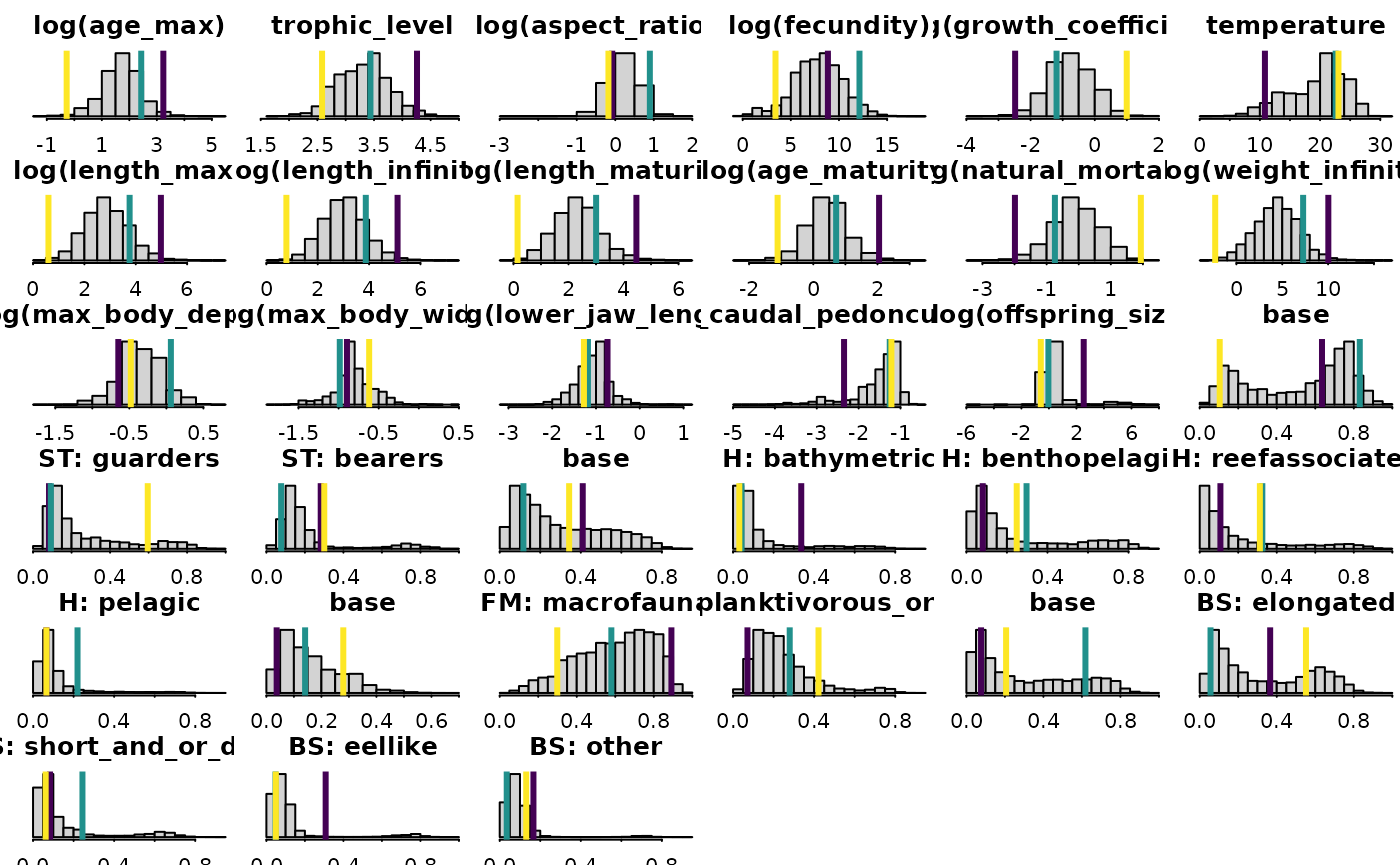 log(age_max) trophic_level log(aspect_ratio log(fecundity) (growth_coeffici temperature
-1 1 3 5 1.5 2.5 3.5 4.5 -3 -1 0 1 2 0 5 10 15 -4 -2 0 2 0 10 20 30
log(length_max og(length_infinit og(length_maturi log(age_maturity g(natural_morta og(weight_infinit
0 2 4 6 0 2 4 6 0 2 4 6 -2 0 2 -3 -1 1 0 5 10
og(max_body_dep g(max_body_wid g(lower_jaw_leng _caudal_peduncu log(offspring_siz base
-1.5 -0.5 0.5 -1.5 -0.5 0.5 -3 -2 -1 0 1 -5 -4 -3 -2 -1 -6 -2 2 6 0.0 0.4 0.8
ST: guarders ST: bearers base H: bathymetric H: benthopelagi H: reefassociate
0.0 0.4 0.8 0.0 0.4 0.8 0.0 0.4 0.8 0.0 0.4 0.8 0.0 0.4 0.8 0.0 0.4 0.8
H: pelagic base FM: macrofauna planktivorous_or base BS: elongated
0.0 0.4 0.8 0.0 0.2 0.4 0.6 0.0 0.4 0.8 0.0 0.4 0.8 0.0 0.4 0.8 0.0 0.4 0.8
S: short_and_or_d BS: eellike BS: other
0.0 0.4 0.8 0.0 0.4 0.8 0.0 0.4 0.8